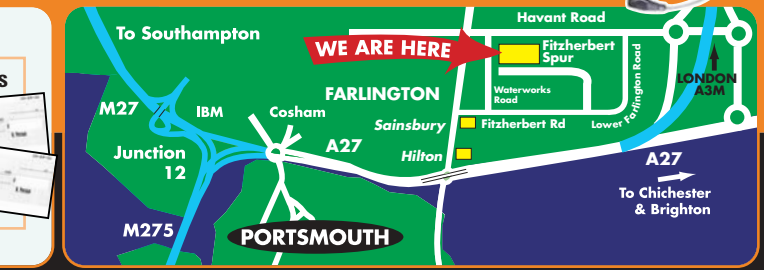 S
Havant Road
To Southampton
WE ARE HERE
Fitzherbert
Spur
LONDON
A3M
FARLINGTON
Waterworks
Road
Lower Farlington Road
M27
IBM
Cosham
Sainsbury
Fitzherbert Rd
Junction
12
A27
Hilton
A27
To Chichester
& Brighton
M275
PORTSMOUTH